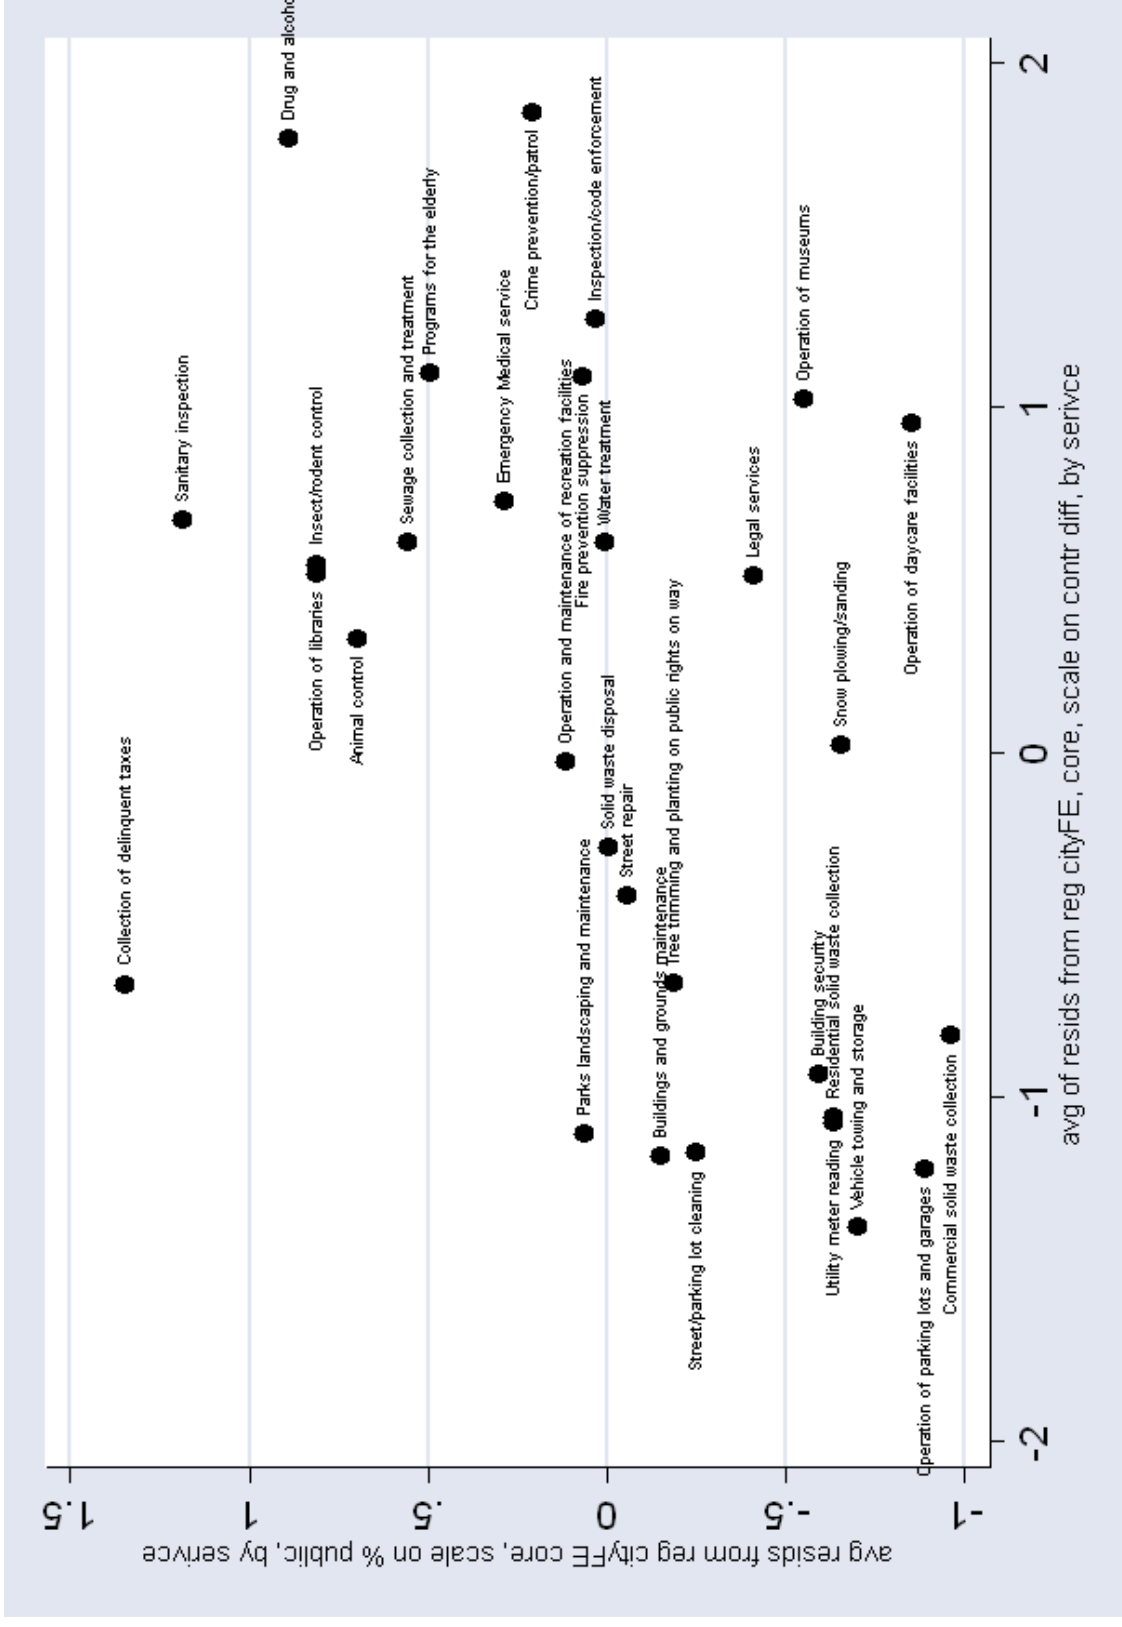 avg resids from reg cityFE core, scale on % public, by serivce
1.5
1
.5
0
-.5
-1
Collection of delinquent taxes
Sanitary inspection
Drug and alcoho
Operation of libraries
Insect/rodent control
Animal control
Sewage collection and treatment
Programs for the elderly
Emergency Medical service
Crime prevention/patrol
Operation and maintenance of recreation facilities
Fire prevention suppression
Inspection/code enforcement
Water treatment
Parks landscaping and maintenance
Solid waste disposal
Street repair
Buildings and grounds maintenance
Tree trimming and planting on public rights on way
Street/parking lot cleaning
Legal services
Operation of museums
Building security
Residential solid waste collection
Utility meter reading
Snow plowing/sanding
Vehicle towing and storage
Operation of daycare facilities
Operation of parking lots and garages
Commercial solid waste collection
-2
-1
0
1
2
avg of resids from reg cityFE, core, scale on contr diff, by serivce